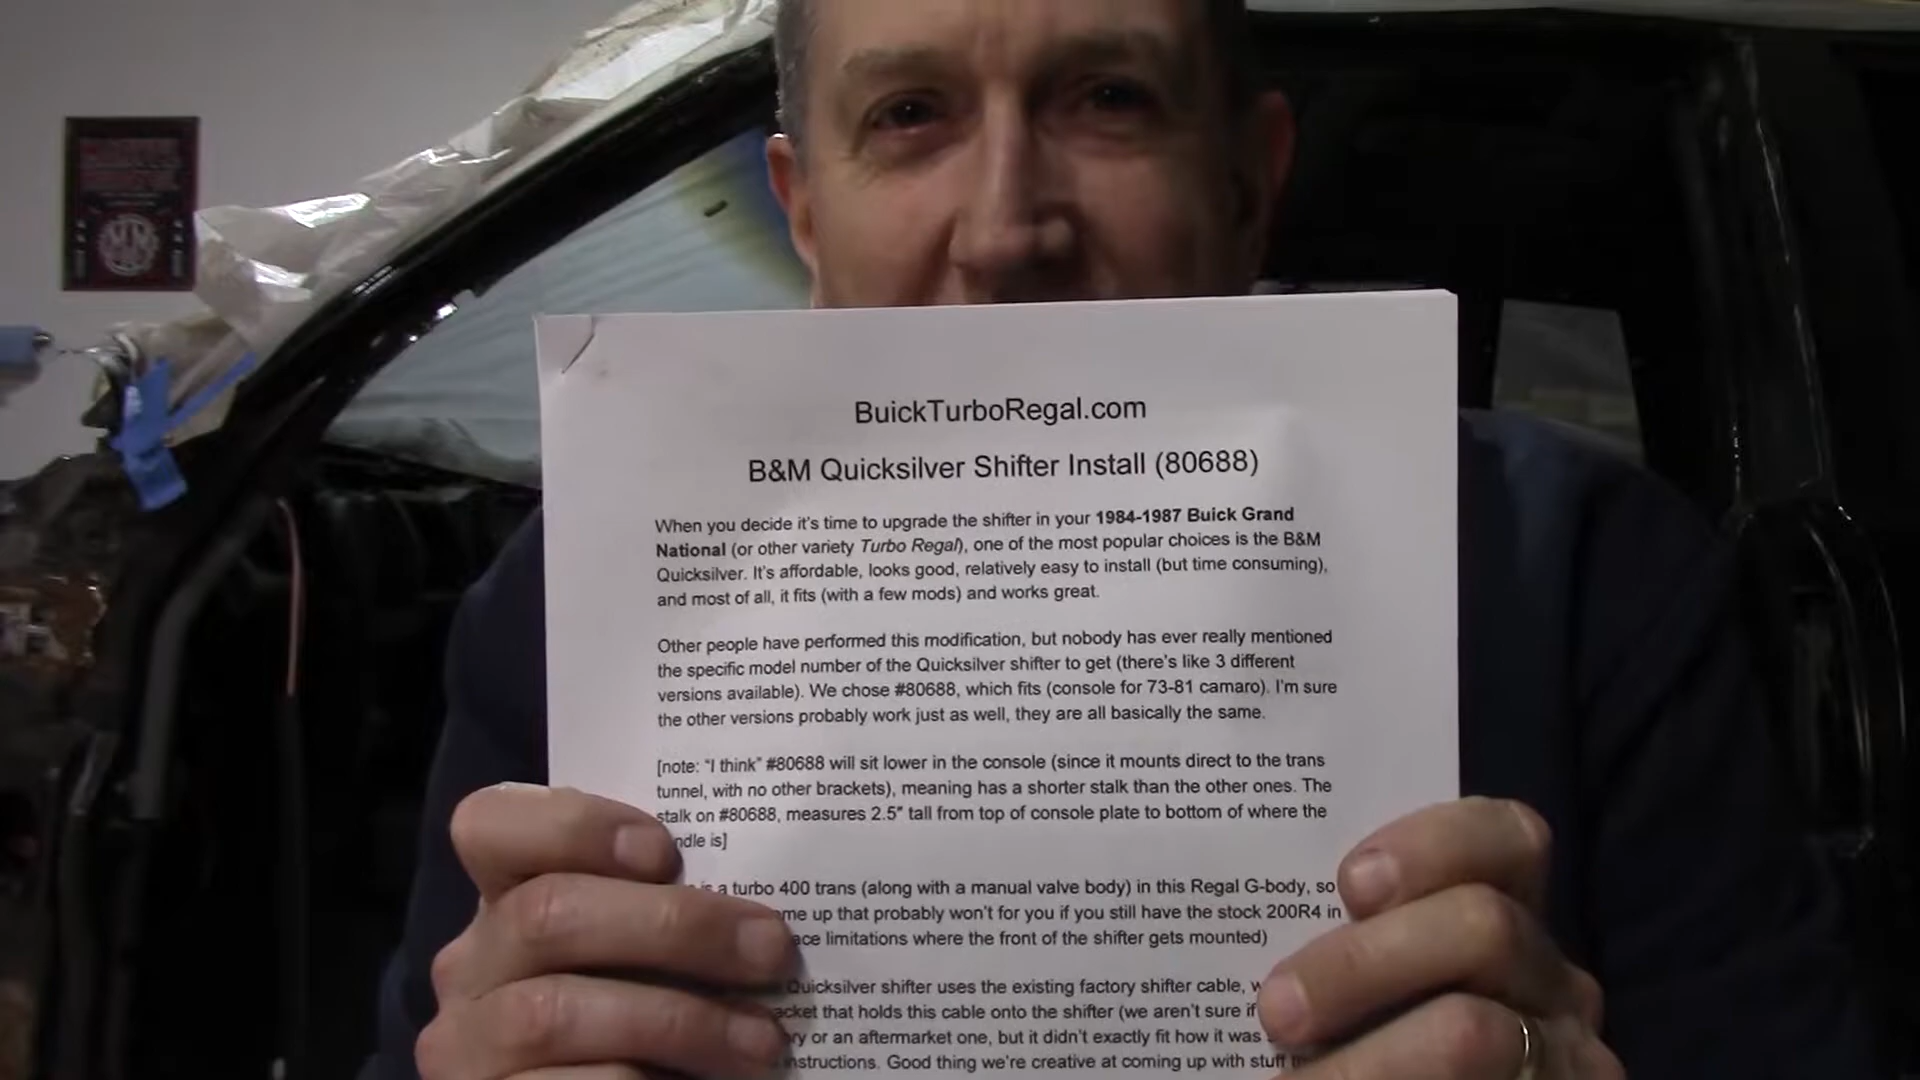 BuickTurboRegal.com
B&M Quicksilver Shifter Install (80688)
When you decide it's time to upgrade the shifter in your 1984-1987 Buick Grand
National (or other variety Turbo Regal), one of the most popular choices is the B&M
Quicksilver. It's affordable, looks good, relatively easy to install (but time consuming),
and most of all, it fits (with a few mods) and works great.
Other people have performed this modification, but nobody has ever really mentioned
the specific model number of the Quicksilver shifter to get (there's like 3 different
versions available). We chose #80688, which fits (console for 73-81 camaro). I'm sure
the other versions probably work just as well, they are all basically the same.
[note: "I think" #80688 will sit lower in the console (since it mounts direct to the trans
tunnel, with no other brackets), meaning has a shorter stalk than the other ones. The
stalk on #80688, measures 2.5" tall from top of console plate to bottom of where the
ndle is]
is a turbo 400 trans (along with a manual valve body) in this Regal G-body, so
me up that probably won't for you if you still have the stock 200R4 in
ace limitations where the front of the shifter gets mounted)
Quicksilver shifter uses the existing factory shifter cable,
acket that holds this cable onto the shifter (we aren't sure if
ry or an aftermarket one, but it didn't exactly fit how it was
instructions. Good thing we're creative at coming up with stuff